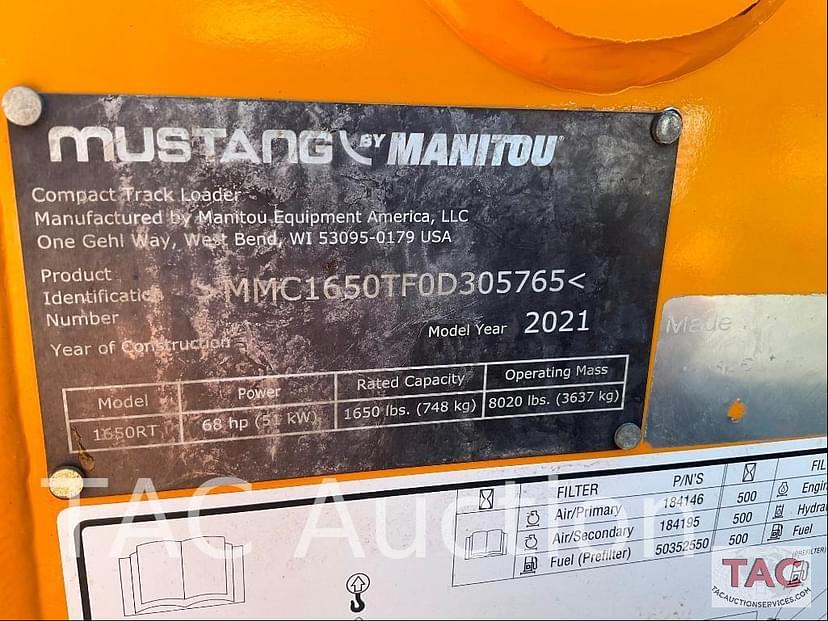 MUSTANG BY MANITOU
Compact Track Loader
Manufactured by Manitou Equipment America, LLC
One Gehl Way, West Bend, WI 53095-0179 USA
Product
Identification
Number
>MMC1650TF0D305765<
Model Year 2021
Year of Construction
Model Power Rated Capacity Operating Mass
1650RT 68 hp (51 kW) 1650 lbs. (748 kg) 8020 lbs. (3637 kg)
Made
FILTER P/N'S FIL
Air/Primary 184146 500 Engin
Air/Secondary 184195 500 Hydra
Fuel (Prefilter) 50352550 500 Fuel
(PREFILTER)
TAC Auction
TAC
TACAUCTIONSERVICES.COM